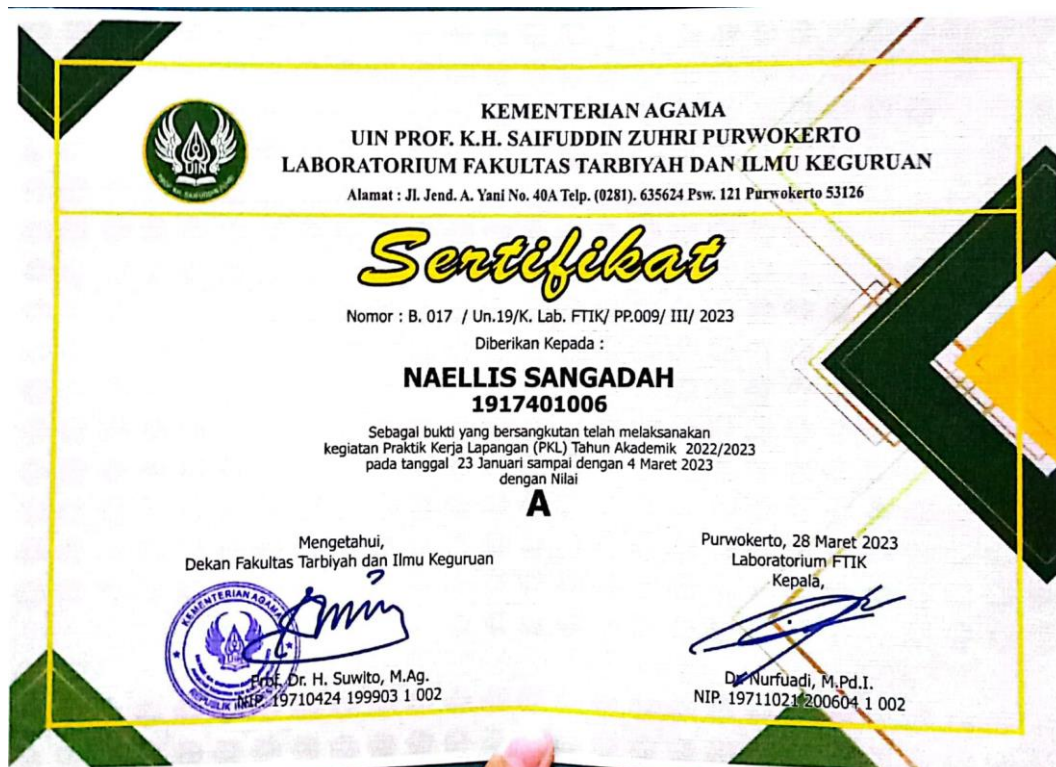 KEMENTERIAN AGAMA
UIN PROF. K.H. SAIFUDDIN ZUHRI PURWOKERTO
LABORATORIUM FAKULTAS TARBIYAH DAN ILMU KEGURUAN
Alamat : Jl. Jend. A. Yani No. 40A Telp. (0281). 635624 Psw. 121 Purwokerto 53126
UIN
Sertifikat
Nomor : B. 017 / Un.19/K. Lab. FTIK/ PP.009/ III/ 2023
Diberikan Kepada :
NAELLIS SANGADAH
1917401006
Sebagai bukti yang bersangkutan telah melaksanakan
kegiatan Praktik Kerja Lapangan (PKL) Tahun Akademik 2022/2023
pada tanggal 23 Januari sampai dengan 4 Maret 2023
dengan Nilai
A
Mengetahui,
Dekan Fakultas Tarbiyah dan Ilmu Keguruan
KEMENTERIAN AGAMA
REPUBLIK
Prof. Dr. H. Suwito, M.Ag.
NIP. 19710424 199903 1 002
Purwokerto, 28 Maret 2023
Laboratorium FTIK
Kepala,
Dr. Nurfuadi, M.Pd.I.
NIP. 19711021 200604 1 002